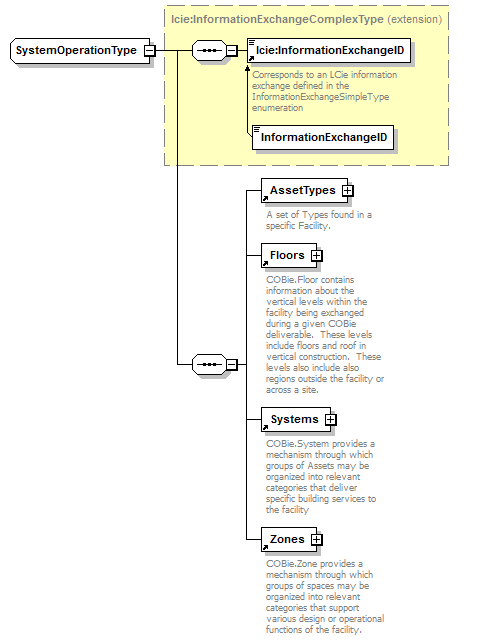 lcie:InformationExchangeComplexType (extension)
SystemOperationType
lcie:InformationExchangeID
Corresponds to an LCie information
exchange defined in the
InformationExchangeSimpleType
enumeration
InformationExchangeID
AssetTypes
A set of Types found in a
specific Facility.
Floors
COBie.Floor contains
information about the
vertical levels within the
facility being exchanged
during a given COBie
deliverable.  These levels
include floors and roof in
vertical construction.  These
levels also include also
regions outside the facility or
across a site.
Systems
COBie.System provides a
mechanism through which
groups of Assets may be
organized into relevant
categories that deliver
specific building services to
the facility
Zones
COBie.Zone provides a
mechanism through which
groups of spaces may be
organized into relevant
categories that support
various design or operational
functions of the facility.